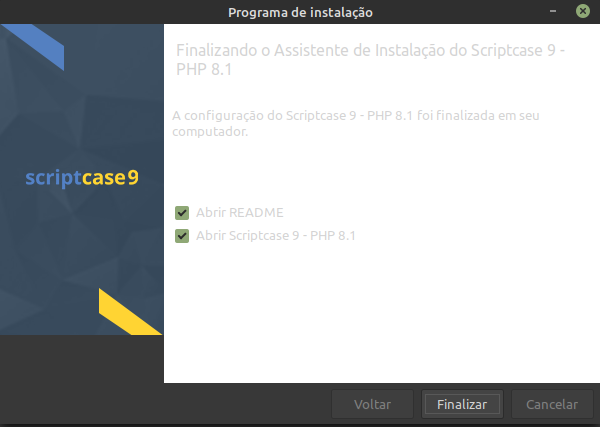 Programa de instalação
Finalizando o Assistente de Instalação do Scriptcase 9 -
PHP 8.1
A configuração do Scriptcase 9 - PHP 8.1 foi finalizada em seu
computador.
scriptcase9
Abrir README
Abrir Scriptcase 9 - PHP 8.1
Voltar
Finalizar
Cancelar